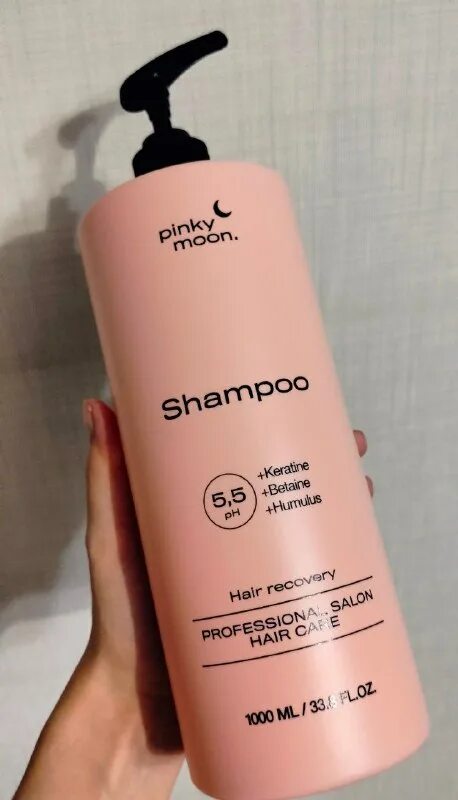 pinky
moon.
Shampoo
5,5
pH
+Keratine
+Betaine
+Humulus
Hair recovery
PROFESSIONAL SALON
HAIR CARE
1000 ML / 33.8 FL.OZ.